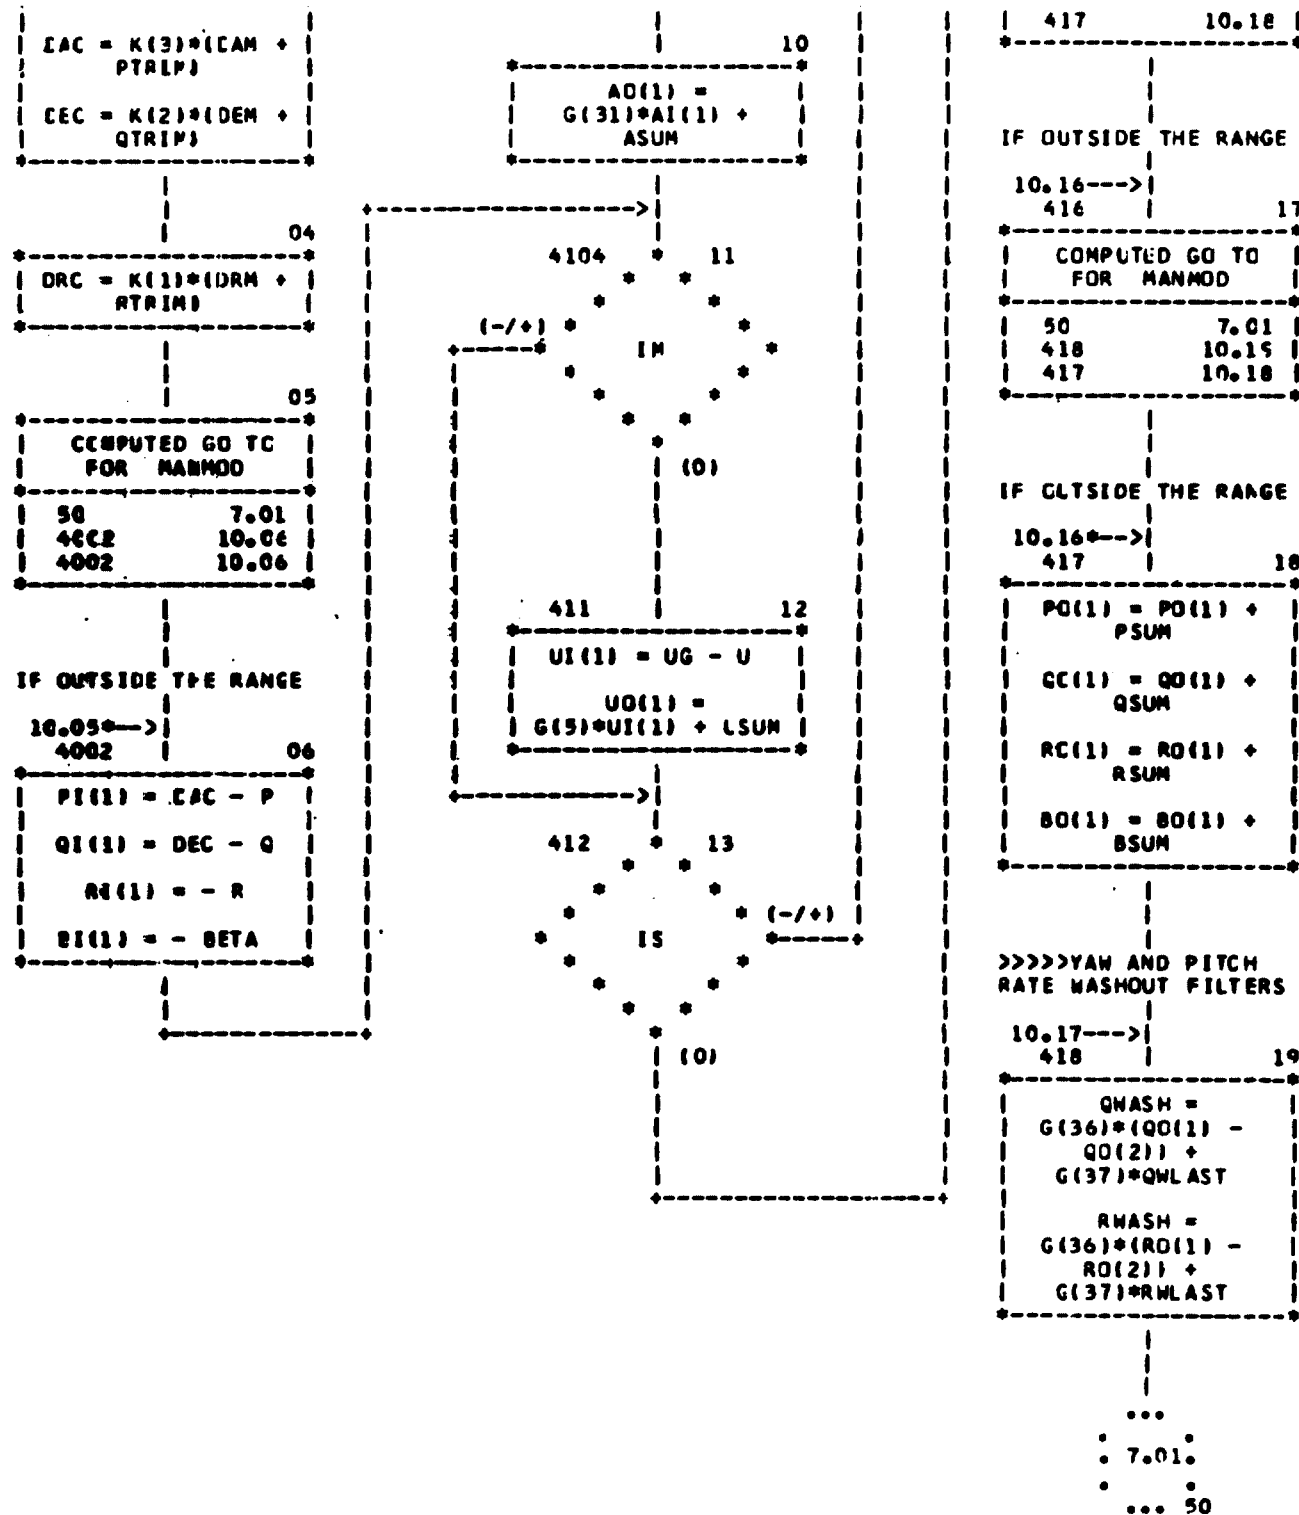 EAC = K(3)*(EAM +
PTRIM)
CEC = K(2)*(DEM +
QTRIM)
04
DRC = K(1)*(DRM +
RTRIM)
05
COMPUTED GO TO
FOR MANMOD
50 7.01
4002 10.06
4002 10.06
IF OUTSIDE THE RANGE
10.05*-->
4002 06
PI(1) = EAC - P
QI(1) = DEC - Q
RI(1) = - R
BI(1) = - BETA
10
AO(1) =
G(31)*AI(1) +
ASUM
4104 11
(-/+)
IM
(0)
411 12
UI(1) = UG - U
UO(1) =
G(5)*UI(1) + LSUM
412 13
(-/+)
IS
(0)
417 10.18
IF OUTSIDE THE RANGE
10.16--->
416 17
COMPUTED GO TO
FOR MANMOD
50 7.01
418 10.19
417 10.18
IF OUTSIDE THE RANGE
10.16*-->
417 18
PO(1) = PO(1) +
PSUM
QO(1) = QO(1) +
QSUM
RO(1) = RO(1) +
RSUM
BO(1) = BO(1) +
BSUM
>>>>>YAW AND PITCH
RATE WASHOUT FILTERS
10.17--->
418 19
QWASH =
G(36)*(QO(1) -
QO(2)) +
G(37)*QWLAST
RWASH =
G(36)*(RO(1) -
RO(2)) +
G(37)*RWLAST
7.01
50